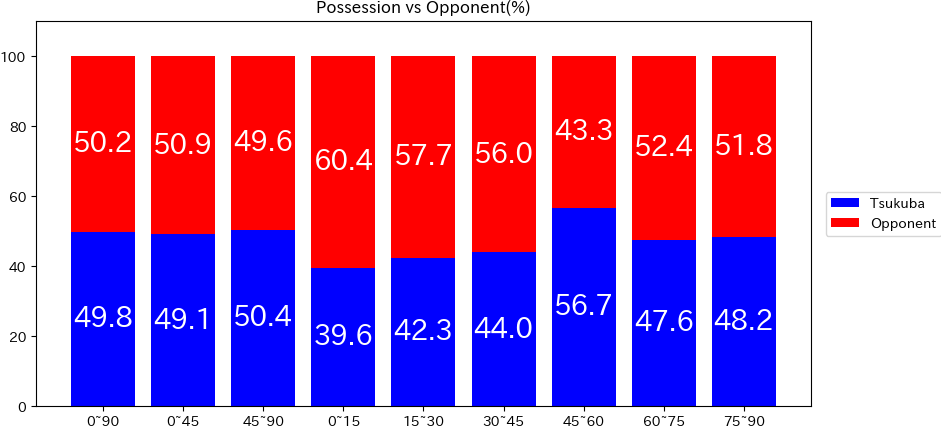 Possession vs Opponent(%)
100
80
60
40
20
0
50.2 50.9 49.6 60.4 57.7 56.0 43.3 52.4 51.8
49.8 49.1 50.4 39.6 42.3 44.0 56.7 47.6 48.2
0~90 0~45 45~90 0~15 15~30 30~45 45~60 60~75 75~90
Tsukuba
Opponent